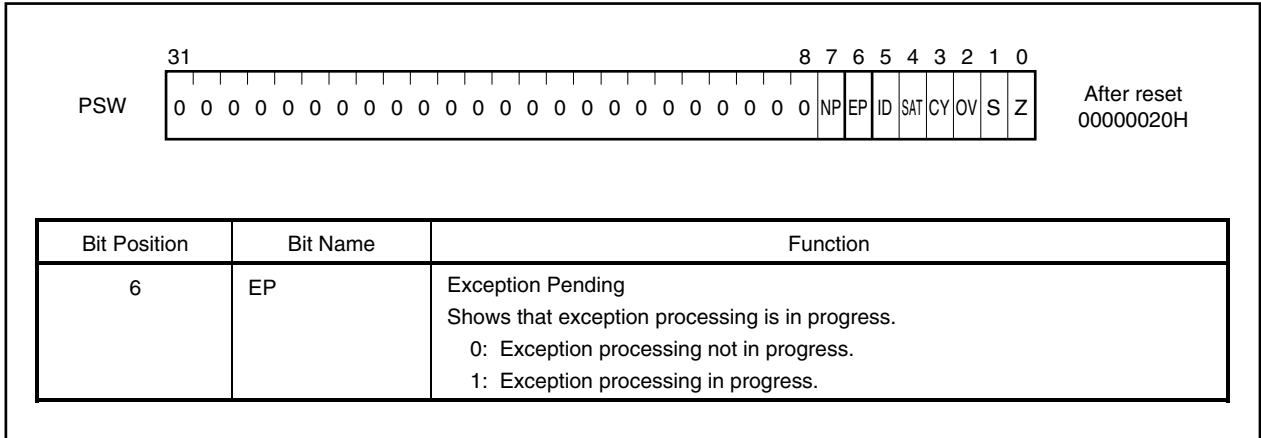 31 8 7 6 5 4 3 2 1 0
PSW 0 0 0 0 0 0 0 0 0 0 0 0 0 0 0 0 0 0 0 0 0 0 0 0 NP EP ID SAT CY OV S Z After reset
00000020H
Bit Position Bit Name Function
6 EP Exception Pending
Shows that exception processing is in progress.
0: Exception processing not in progress.
1: Exception processing in progress.